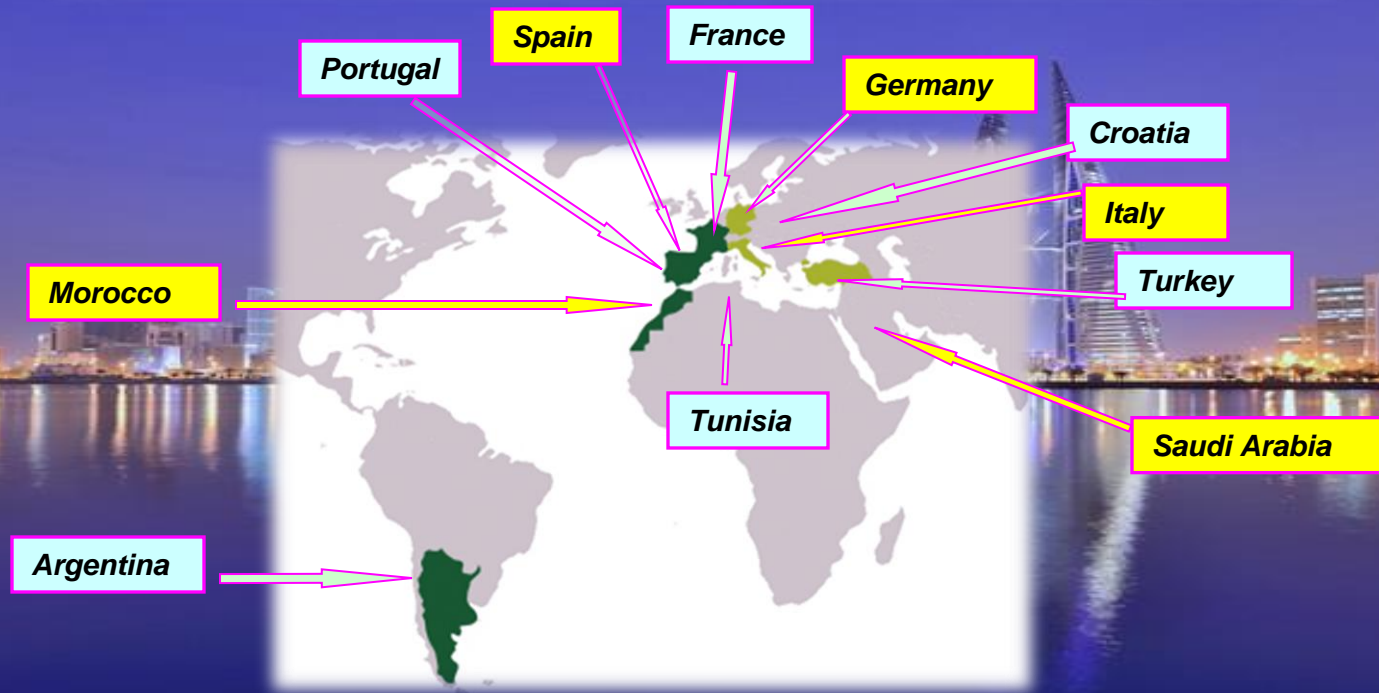 Spain
France
Portugal
Germany
Croatia
Italy
Turkey
Morocco
Tunisia
Saudi Arabia
Argentina